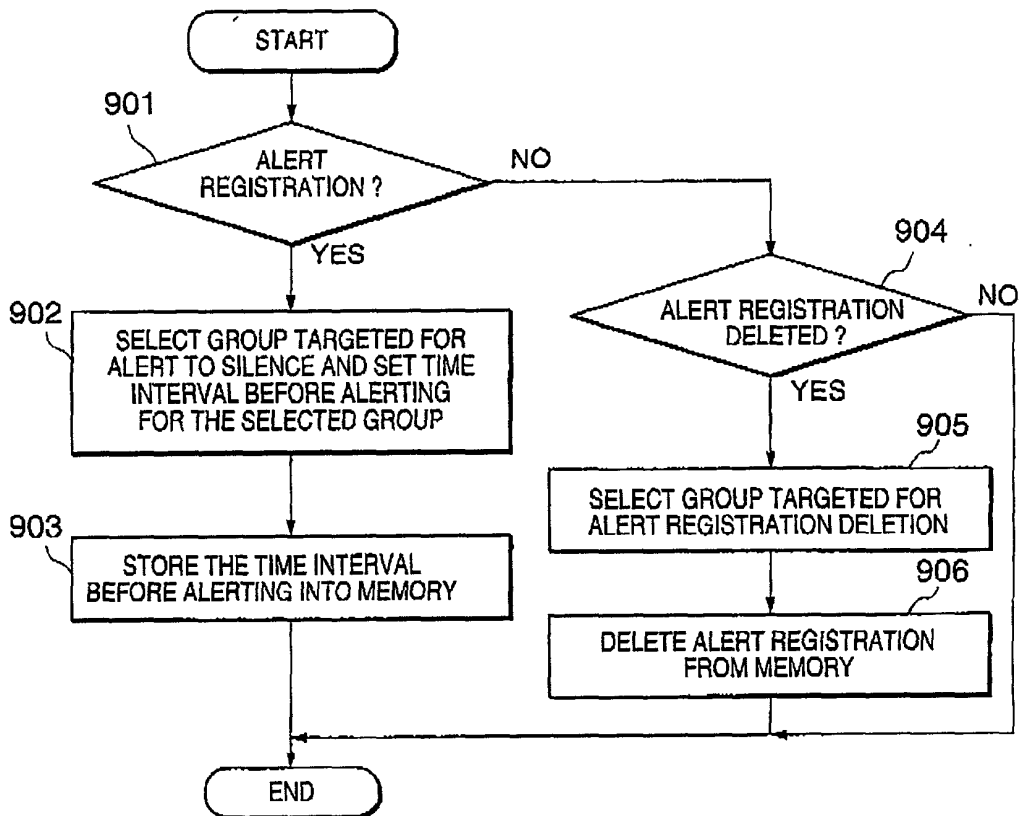 START
901
ALERT
REGISTRATION ?
NO
YES
904
ALERT REGISTRATION
DELETED ?
NO
YES
902
SELECT GROUP TARGETED FOR
ALERT TO SILENCE AND SET TIME
INTERVAL BEFORE ALERTING
FOR THE SELECTED GROUP
903
STORE THE TIME INTERVAL
BEFORE ALERTING INTO MEMORY
905
SELECT GROUP TARGETED FOR
ALERT REGISTRATION DELETION
906
DELETE ALERT REGISTRATION
FROM MEMORY
END